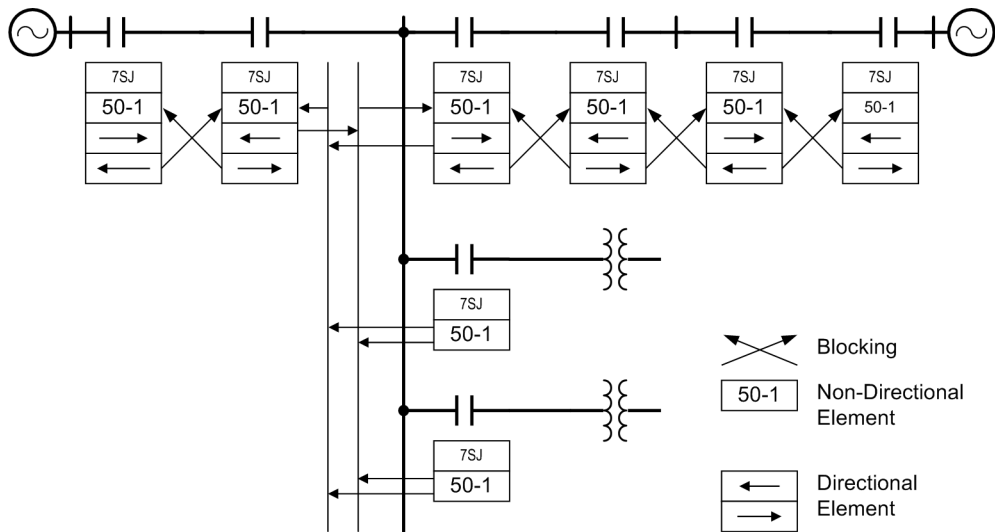 7SJ 7SJ 7SJ 7SJ 7SJ 7SJ
50-1 50-1 50-1 50-1 50-1 50-1
7SJ
50-1
Blocking
50-1 Non-Directional
Element
7SJ
50-1
Directional
Element